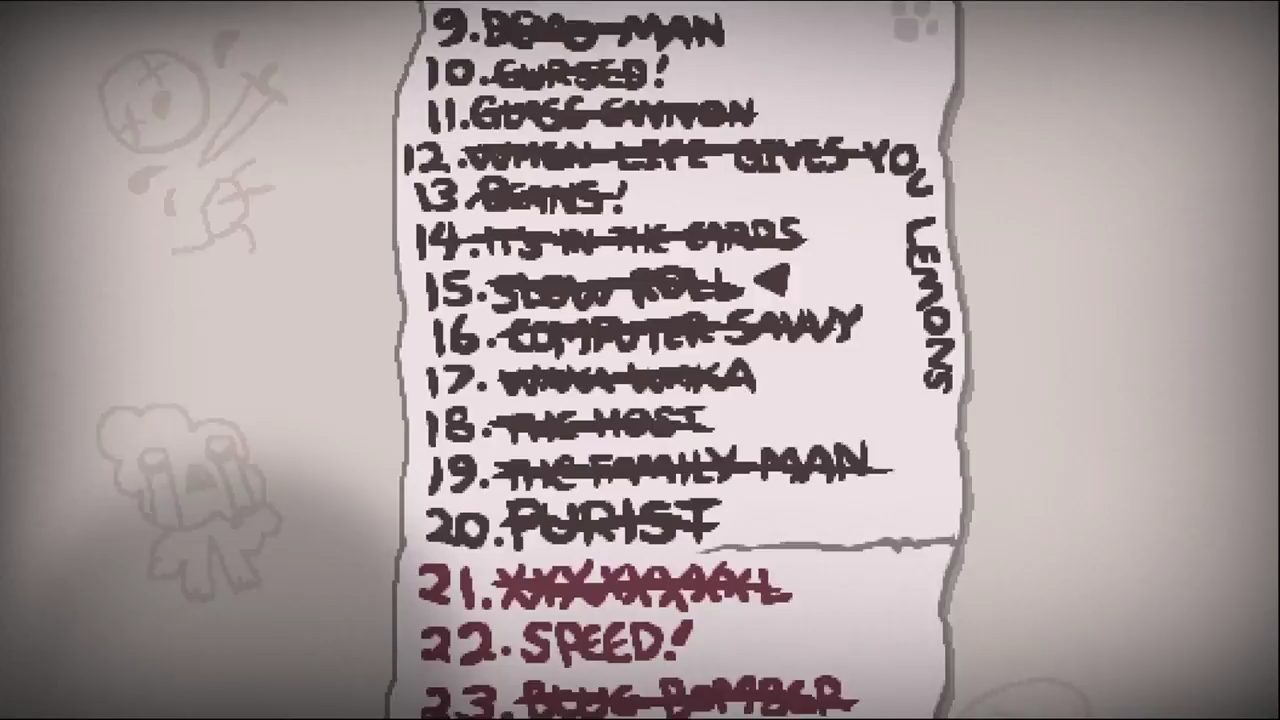 9. DEAD MAN
10. CURSED!
11. GLASS CANNON
12. WHEN LIFE GIVES YOU LEMONS
13. BEANS!
14. IT'S IN THE CARDS
15. SLOW ROLL
16. COMPUTER SAVVY
17. WAKA WAKA
18. THE HOST
19. THE FAMILY MAN
20. PURIST
21. XXXXXXXXL
22. SPEED!
23. BLUE BOMBER